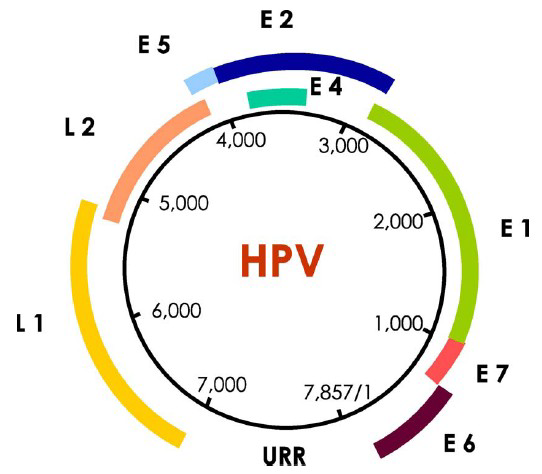 E 2
E 5
E 4
L 2
4,000
3,000
5,000
2,000
E 1
HPV
L 1
6,000
1,000
E 7
7,000
7,857/1
E 6
URR